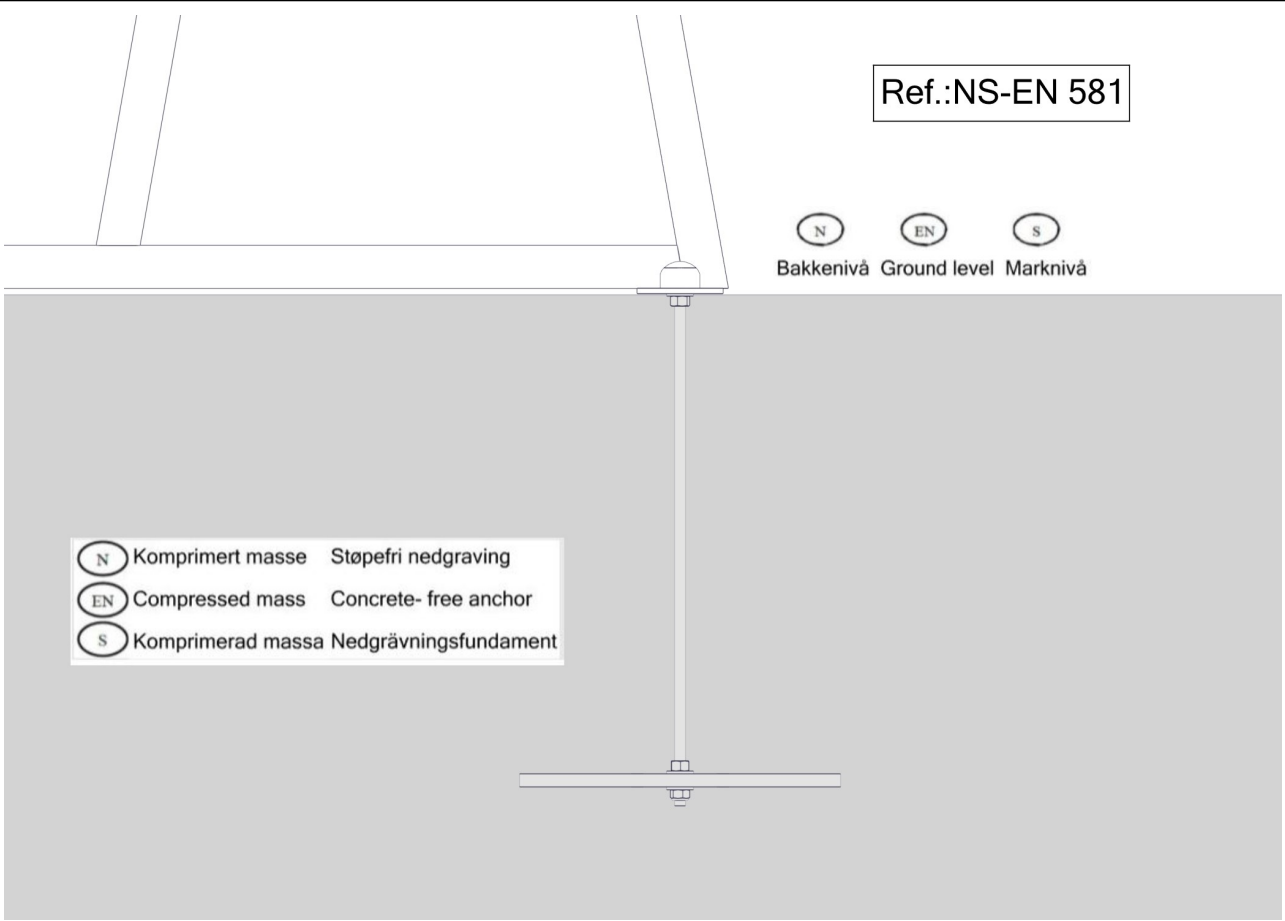 Ref.:NS-EN 581
N EN S
Bakkenivå Ground level Marknivå
N Komprimert masse Støpefri nedgraving
EN Compressed mass Concrete- free anchor
S Komprimerad massa Nedgrävningsfundament